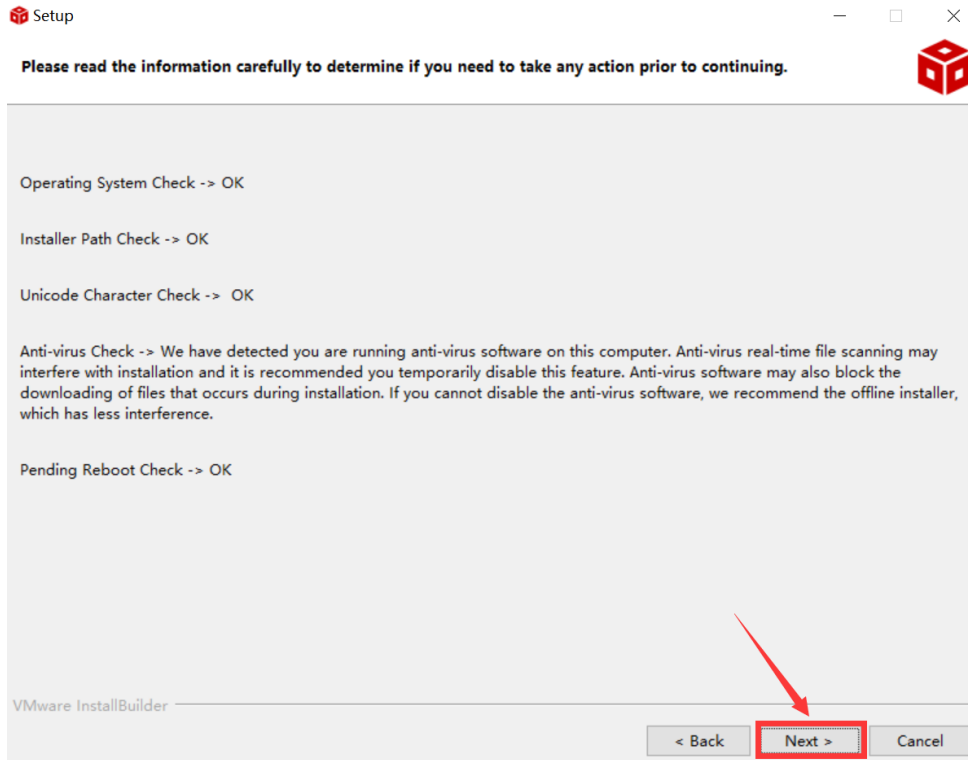 Setup
Please read the information carefully to determine if you need to take any action prior to continuing.
Operating System Check -> OK
Installer Path Check -> OK
Unicode Character Check ->  OK
Anti-virus Check -> We have detected you are running anti-virus software on this computer. Anti-virus real-time file scanning may
interfere with installation and it is recommended you temporarily disable this feature. Anti-virus software may also block the
downloading of files that occurs during installation. If you cannot disable the anti-virus software, we recommend the offline installer,
which has less interference.
Pending Reboot Check -> OK
VMware InstallBuilder
< Back
Next >
Cancel